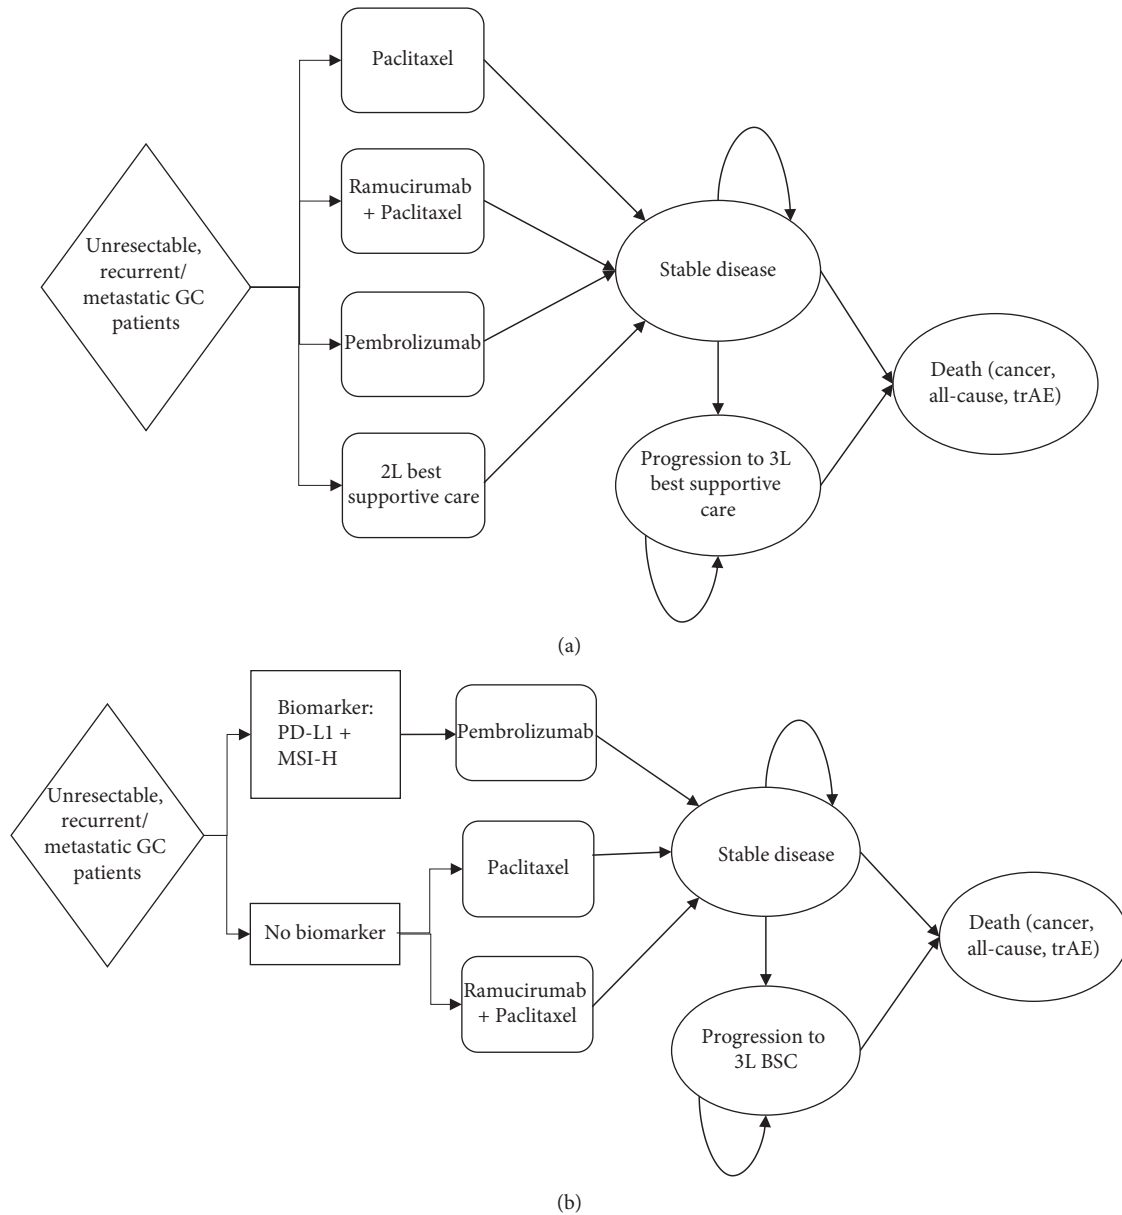 Paclitaxel
Ramucirumab
+ Paclitaxel
Unresectable,
recurrent/
metastatic GC
patients
Stable disease
Pembrolizumab
Death (cancer,
all-cause, trAE)
2L best
supportive care
Progression to 3L
best supportive
care
(a)
Biomarker:
PD-L1 +
MSI-H
Pembrolizumab
Unresectable,
recurrent/
metastatic GC
patients
Paclitaxel
Stable disease
No biomarker
Death (cancer,
all-cause, trAE)
Ramucirumab
+ Paclitaxel
Progression to
3L BSC
(b)